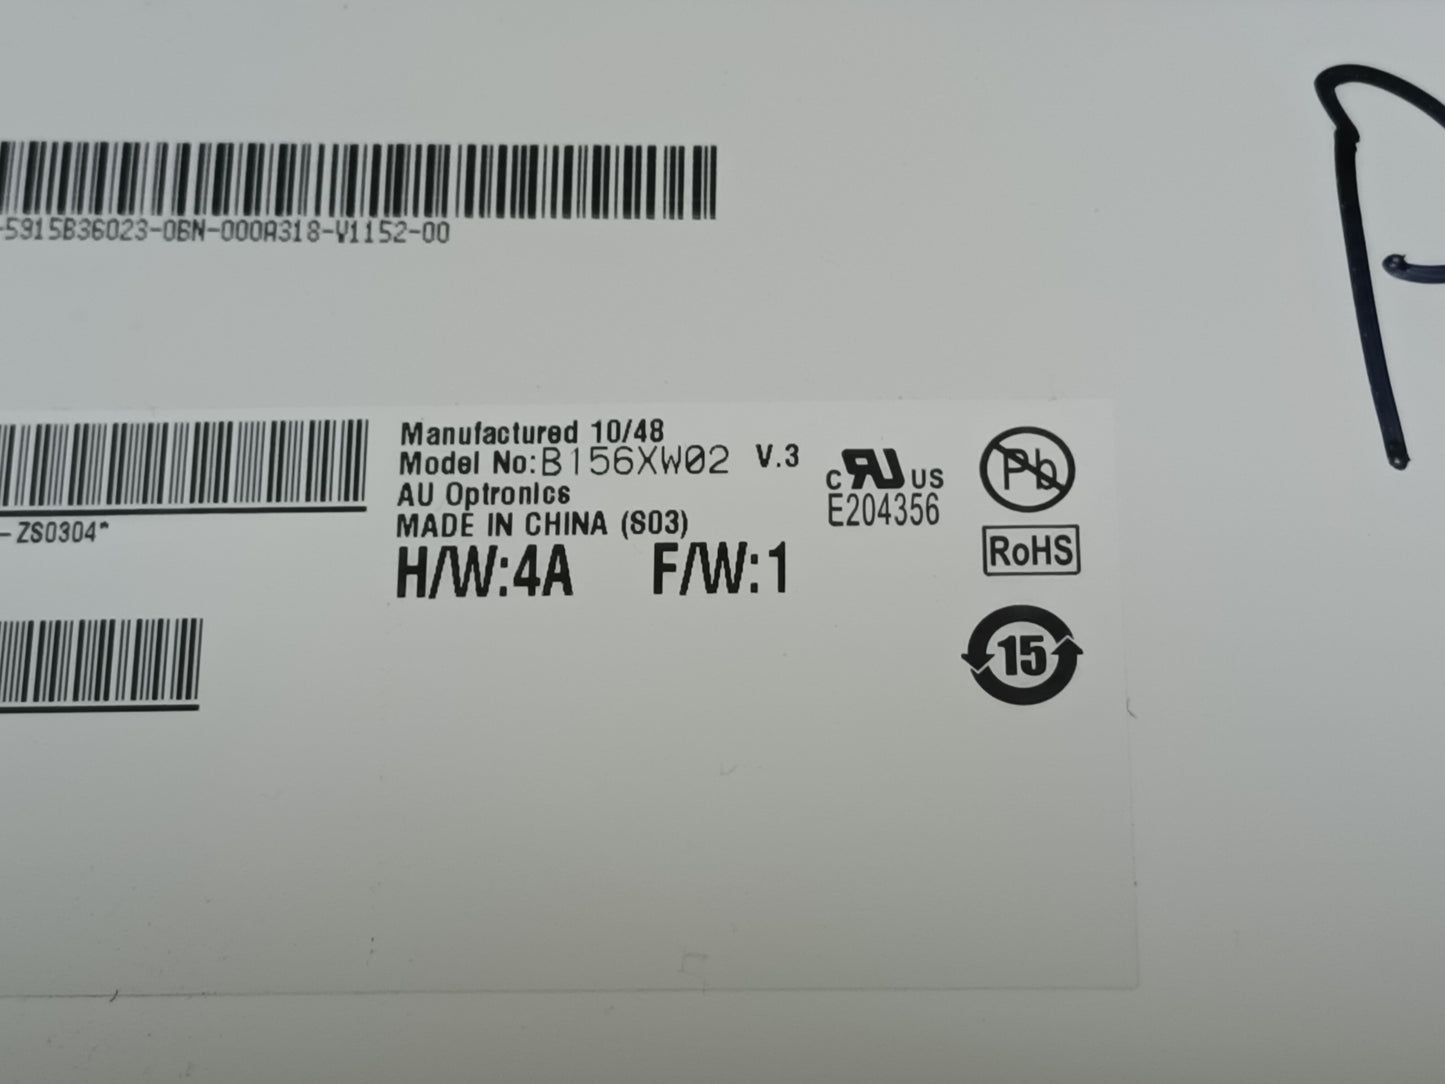 -5915B36023-0BN-000A318-V1152-00
Manufactured 10/48
Model No:B156XW02 V.3
AU Optronics
MADE IN CHINA (S03)
H/W:4A F/W:1
-ZS0304*
c RU US
E204356
Pb
RoHS
15